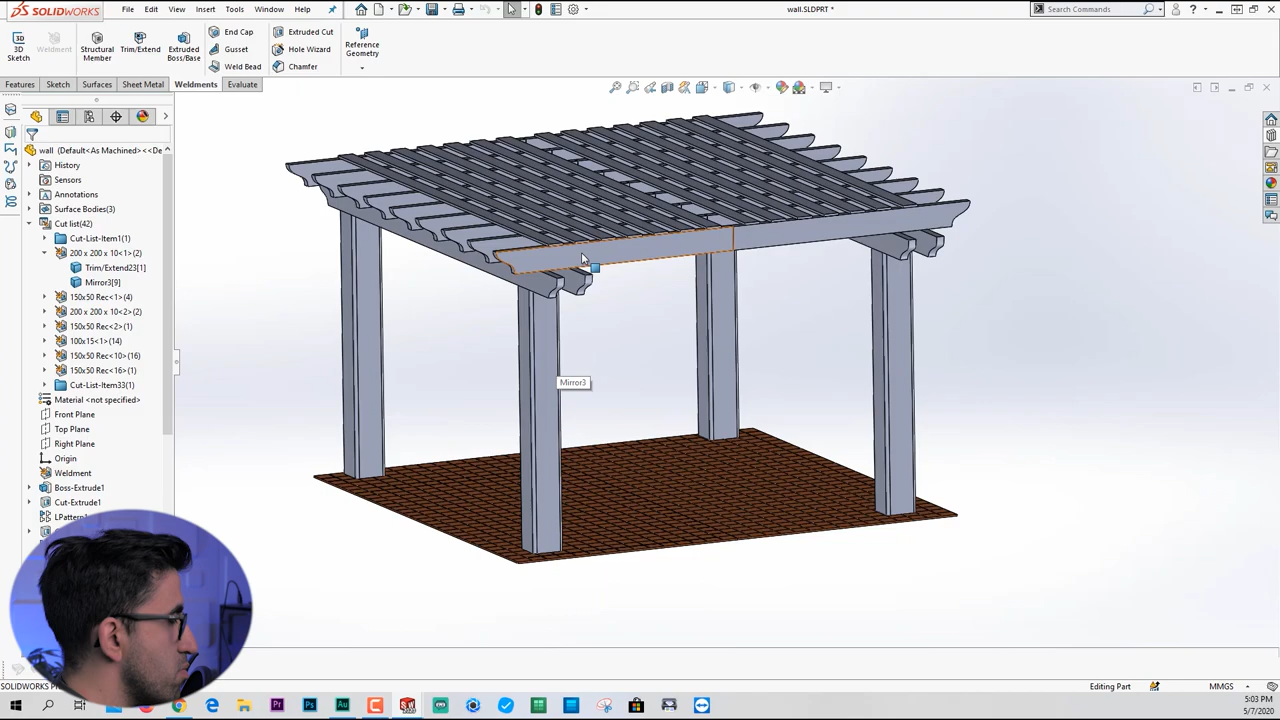 SOLIDWORKS
File
Edit
View
Insert
Tools
Window
Help
wall.SLDPRT *
Search Commands
3D Sketch
Weldment
Structural Member
Trim/Extend
Extruded Boss/Base
End Cap
Gusset
Weld Bead
Extruded Cut
Hole Wizard
Chamfer
Reference Geometry
Features
Sketch
Surfaces
Sheet Metal
Weldments
Evaluate
wall (Default<As Machined><<De
History
Sensors
Annotations
Surface Bodies(3)
Cut list(42)
Cut-List-Item1(1)
200 x 200 x 10<1>(2)
Trim/Extend23[1]
Mirror3[9]
150x50 Rec<1>(4)
200 x 200 x 10<2>(2)
150x50 Rec<2>(1)
100x15<1>(14)
150x50 Rec<10>(16)
150x50 Rec<16>(1)
Cut-List-Item33(1)
Material <not specified>
Front Plane
Top Plane
Right Plane
Origin
Weldment
Boss-Extrude1
Cut-Extrude1
LPattern
Mirror3
SOLIDWORKS
Editing Part
MMGS
5:03 PM
5/7/2020